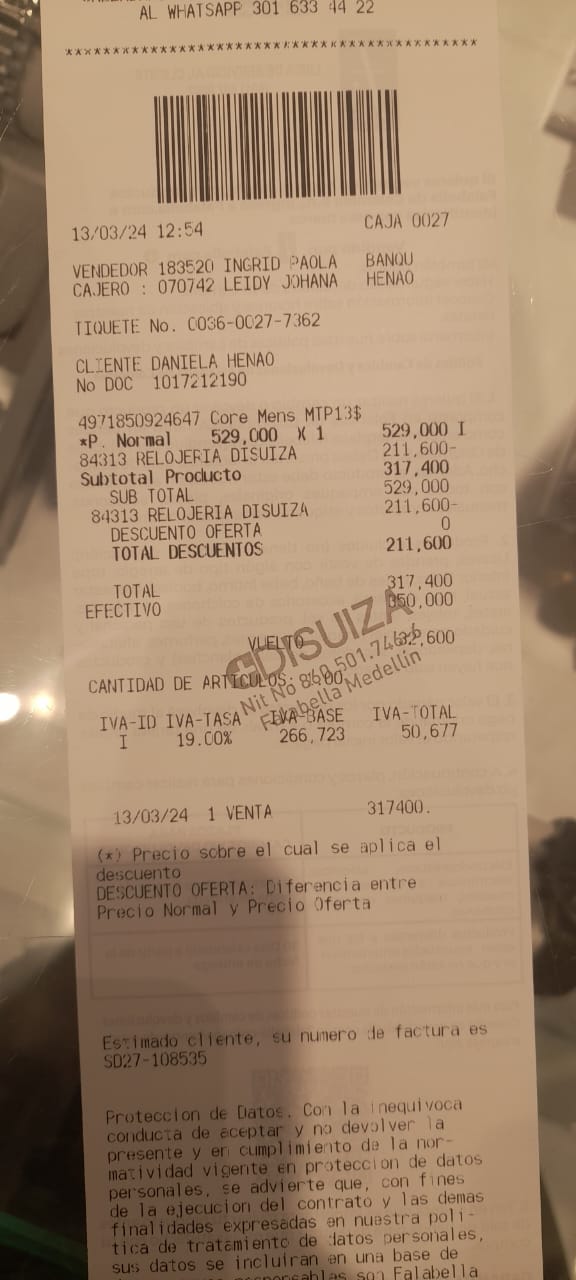 AL WHATSAPP 301 633 44 22
*******************************************
13/03/24 12:54 CAJA 0027
VENDEDOR 183520 INGRID PAOLA BANQU
CAJERO : 070742 LEIDY JOHANA HENAO
TIQUETE No. 0036-0027-7362
CLIENTE DANIELA HENAO
No DOC 1017212190
4971850924647 Core Mens MTP13$
*P. Normal 529,000 X 1 529,000 I
84313 RELOJERIA DISUIZA 211,600-
Subtotal Producto 317,400
SUB TOTAL 529,000
84313 RELOJERIA DISUIZA 211,600-
DESCUENTO OFERTA 0
TOTAL DESCUENTOS 211,600
TOTAL 317,400
EFECTIVO 350,000
VUELTO 32,600
DISUIZA
Nit No 840.501.74
Falabella Medellín
CANTIDAD DE ARTICULOS:
IVA-ID IVA-TASA IVA-BASE IVA-TOTAL
I 19.00% 266,723 50,677
13/03/24 1 VENTA 317400.
(*) Precio sobre el cual se aplica el
descuento
DESCUENTO OFERTA: Diferencia entre
Precio Normal y Precio Oferta
Estimado cliente, su numero de factura es
SD27-108535
Proteccion de Datos. Con la inequivoca
conducta de aceptar y no devolver la
presente y en cumplimiento de la nor-
matividad vigente en proteccion de datos
personales, se advierte que, con fines
de la ejecucion del contrato y las demas
finalidades expresadas en nuestra poli-
tica de tratamiento de datos personales,
sus datos se incluiran en una base de
responsables son Falabella